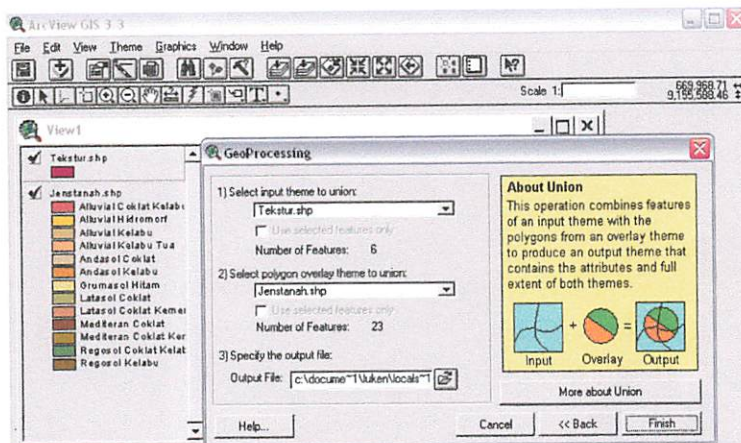 ArcView GIS 3.3
File Edit View Theme Graphics Window Help
Scale 1:
669,968.71
9,155,588.46
View1
Tekstur.shp
Jenstanah.shp
Alluvial Coklat Kelabu
Alluvial Hidromorf
Alluvial Kelabu
Alluvial Kelabu Tua
Andasol Coklat
Andasol Kelabu
Grumasol Hitam
Latasol Coklat
Latasol Coklat Kemer
Mediteran Coklat
Mediteran Coklat Ker
Regosol Coklat Kelat
Regosol Kelabu
GeoProcessing
1) Select input theme to union:
Tekstur.shp
Use selected features only
Number of Features: 6
2) Select polygon overlay theme to union:
Jenstanah.shp
Use selected features only
Number of Features: 23
3) Specify the output file:
Output File: c:\docume~1\luken\locals~1
About Union
This operation combines features
of an input theme with the
polygons from an overlay theme
to produce an output theme that
contains the attributes and full
extent of both themes.
+ =
Input Overlay Output
More about Union
Help... Cancel << Back Finish